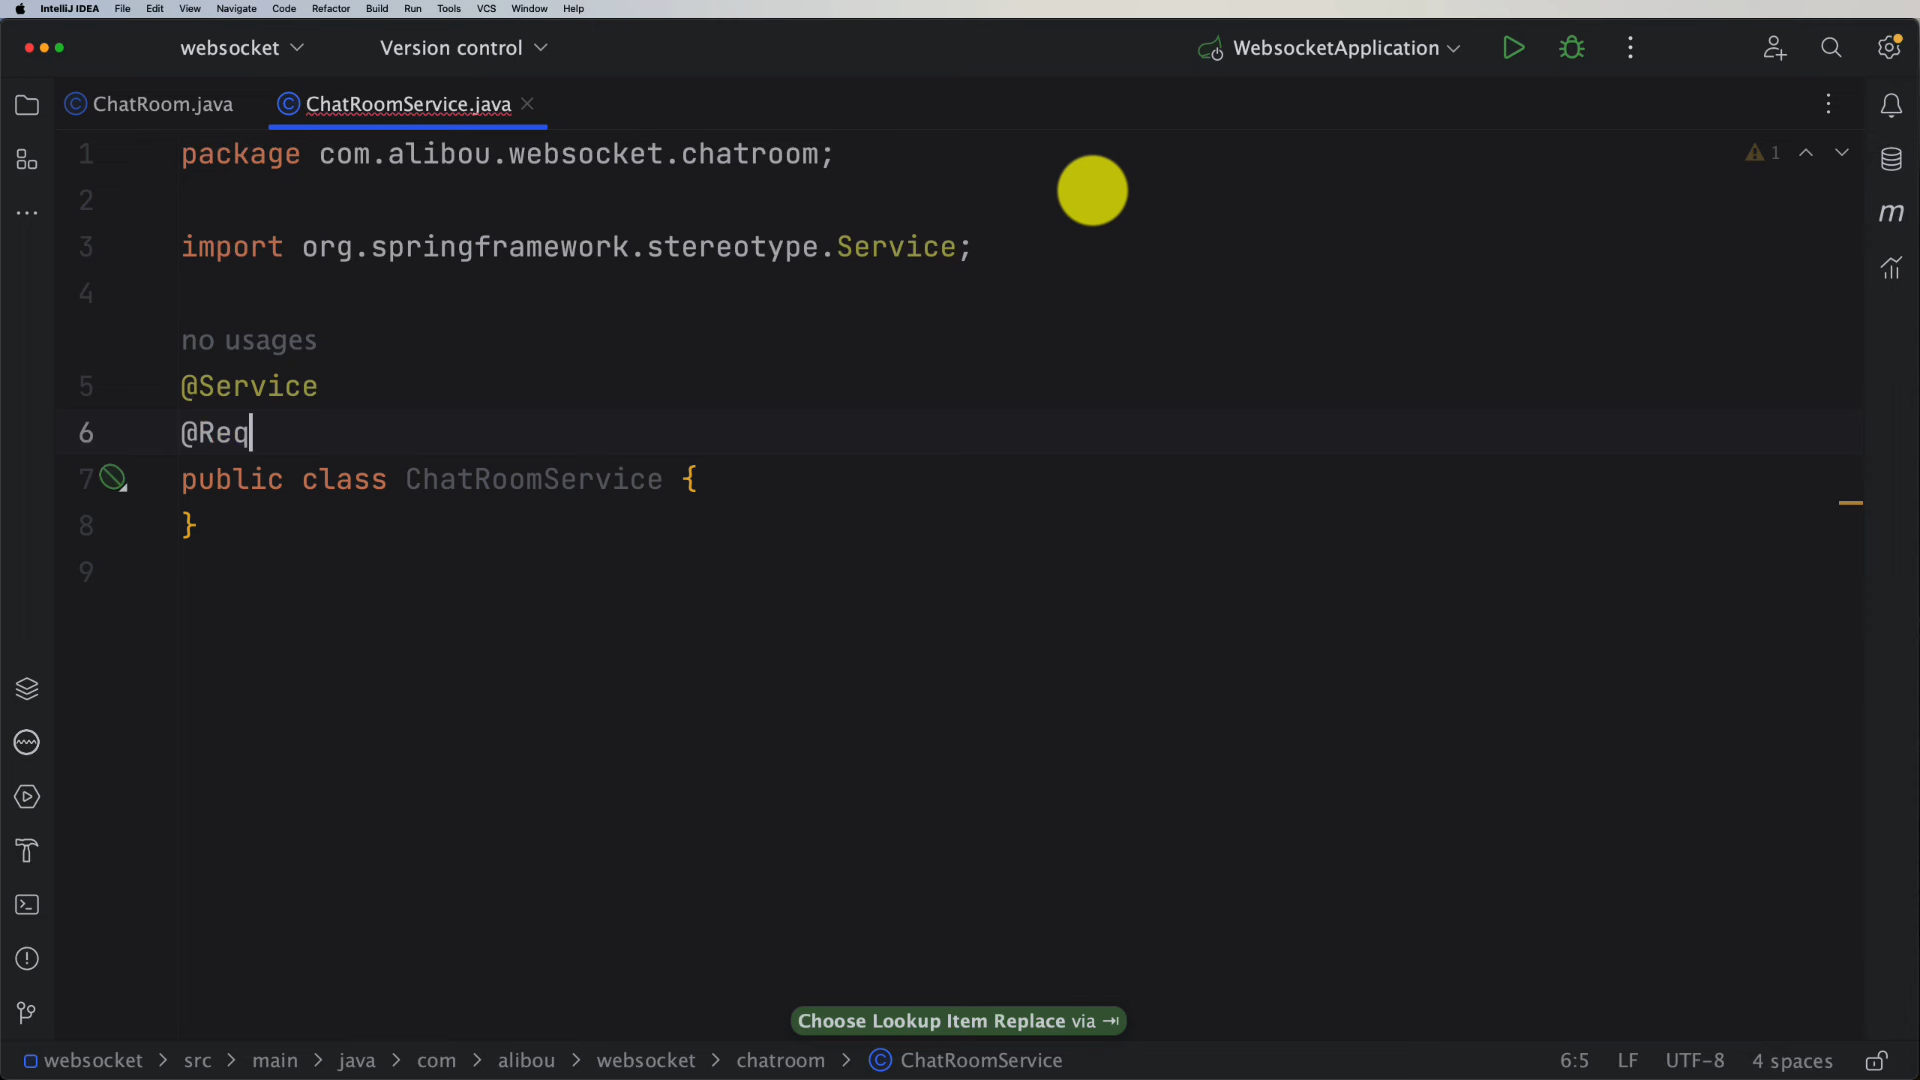 IntelliJ IDEA File Edit View Navigate Code Refactor Build Run Tools VCS Window Help
websocket Version control WebsocketApplication
ChatRoom.java ChatRoomService.java
1 package com.alibou.websocket.chatroom; 1
2
3 import org.springframework.stereotype.Service;
4
no usages
5 @Service
6 @Req
7 public class ChatRoomService {
8 }
9
Choose Lookup Item Replace via ⇥
websocket > src > main > java > com > alibou > websocket > chatroom > ChatRoomService 6:5 LF UTF-8 4 spaces